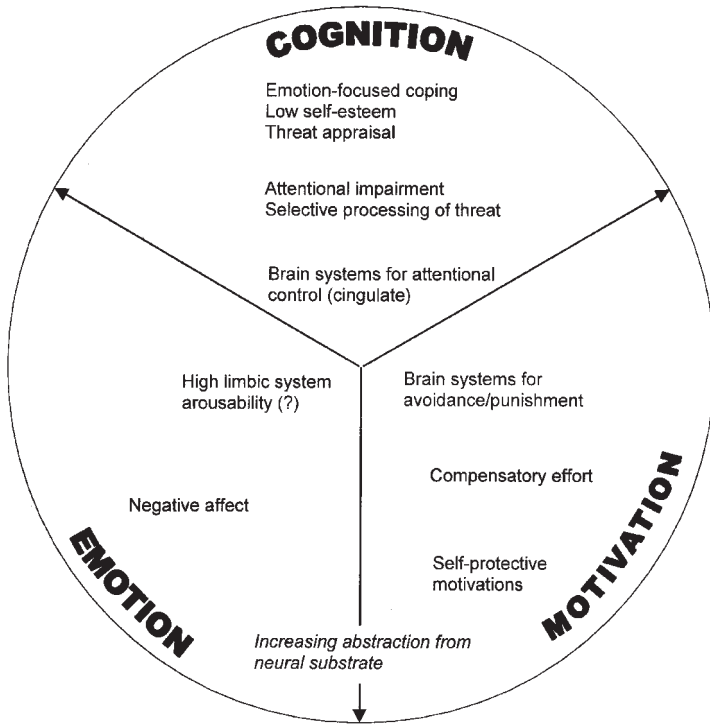 COGNITION
Emotion-focused coping
Low self-esteem
Threat appraisal
Attentional impairment
Selective processing of threat
Brain systems for attentional
control (cingulate)
High limbic system
arousability (?)
Negative affect
EMOTION
Brain systems for
avoidance/punishment
Compensatory effort
Self-protective
motivations
MOTIVATION
Increasing abstraction from
neural substrate